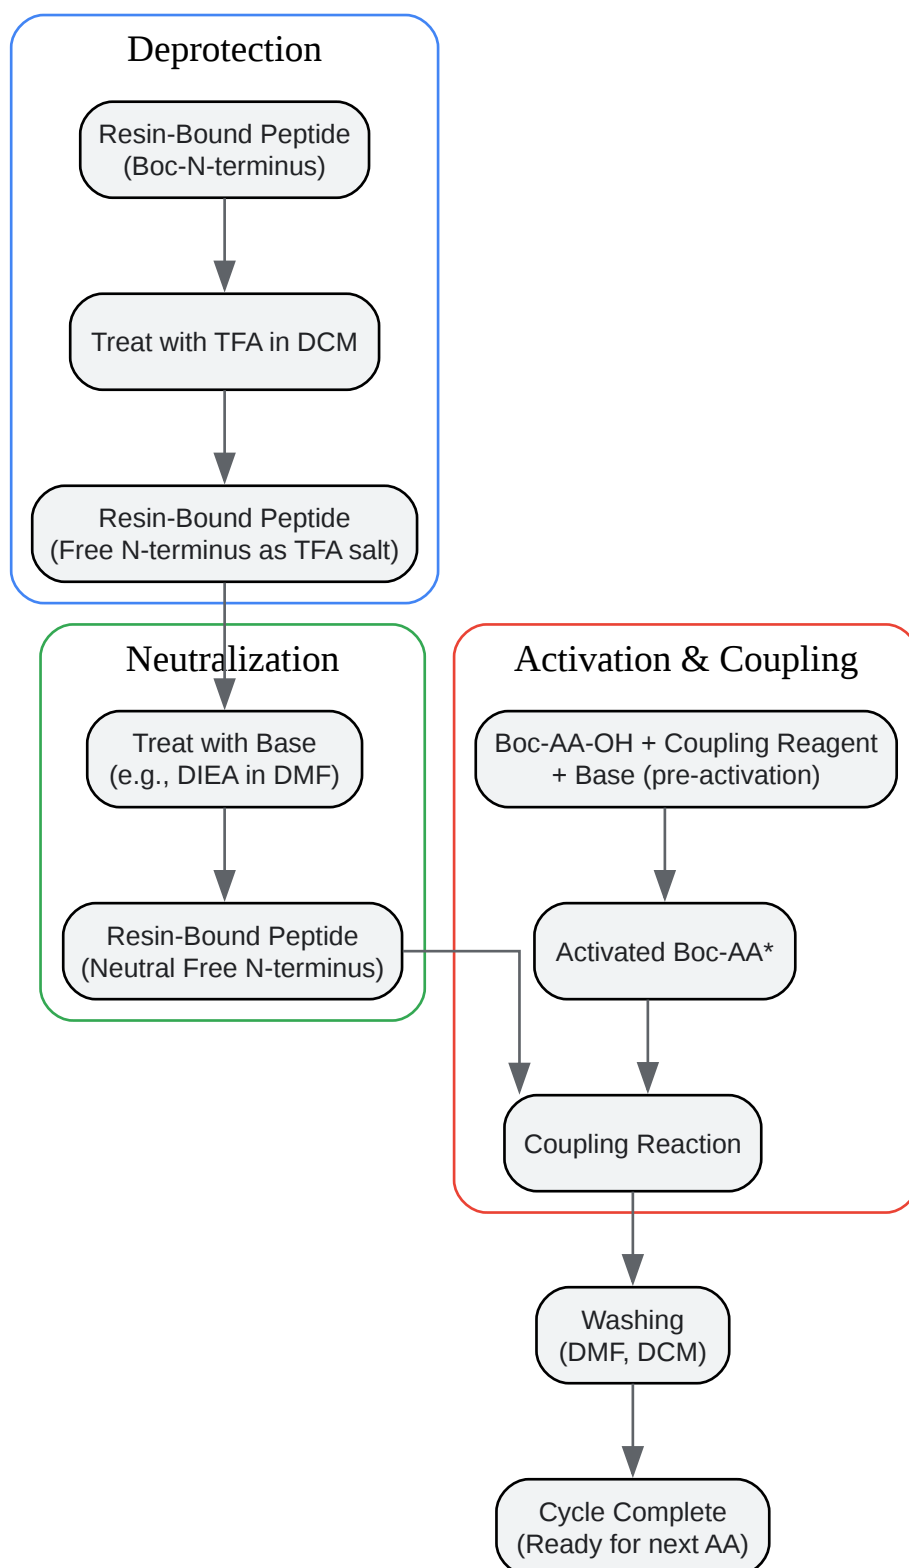 Deprotection
Resin-Bound Peptide
(Boc-N-terminus)
Treat with TFA in DCM
Resin-Bound Peptide
(Free N-terminus as TFA salt)
Neutralization
Treat with Base
(e.g., DIEA in DMF)
Resin-Bound Peptide
(Neutral Free N-terminus)
Activation & Coupling
Boc-AA-OH + Coupling Reagent
+ Base (pre-activation)
Activated Boc-AA*
Coupling Reaction
Washing
(DMF, DCM)
Cycle Complete
(Ready for next AA)